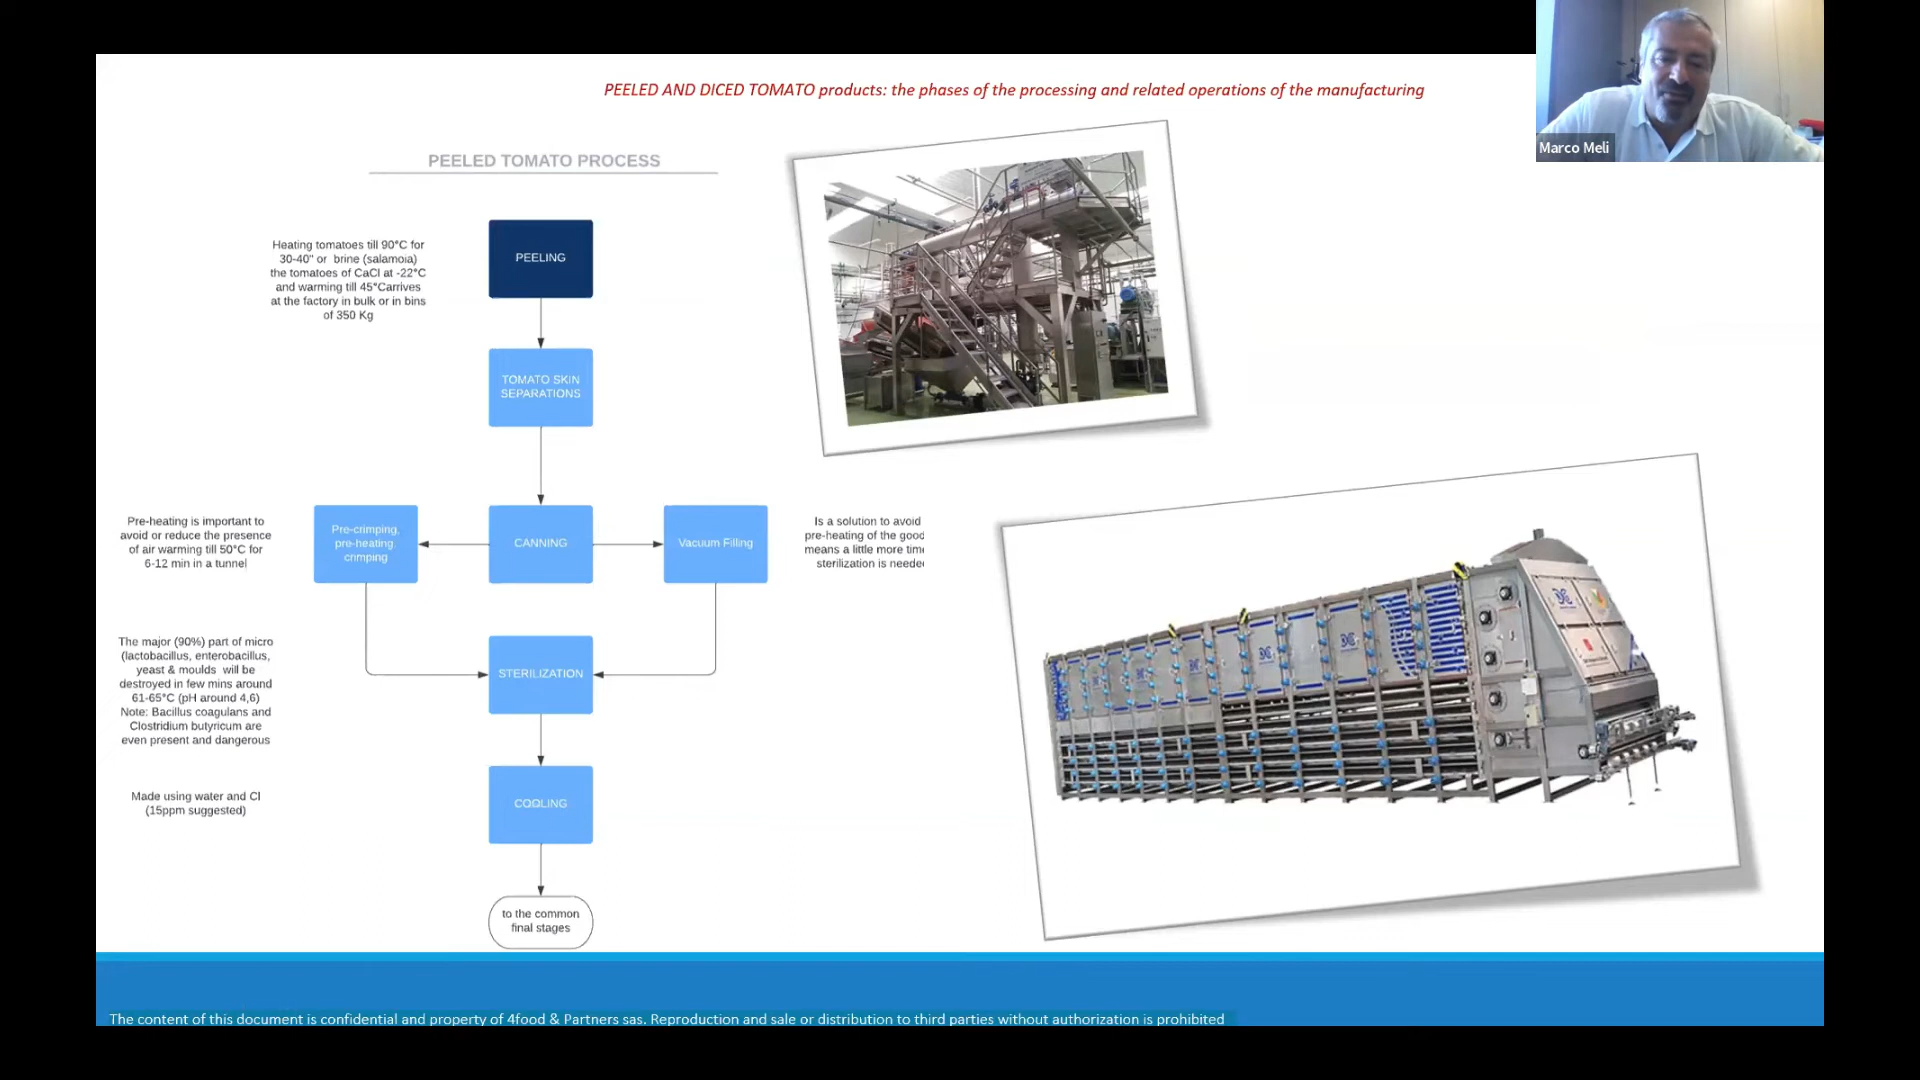 PEELED AND DICED TOMATO products: the phases of the processing and related operations of the manufacturing
Marco Meli
PEELED TOMATO PROCESS
Heating tomatoes till 90°C for
30-40" or brine (salamoia)
the tomatoes of CaCl at -22°C
and warming till 45°Carrives
at the factory in bulk or in bins
of 350 Kg
PEELING
TOMATO SKIN
SEPARATIONS
Pre-heating is important to
avoid or reduce the presence
of air warming till 50°C for
6-12 min in a tunnel
Pre-crimping,
pre-heating,
crimping
CANNING
Vacuum Filling
Is a solution to avoid
pre-heating of the good
means a little more time
sterilization is neede
The major (90%) part of micro
(lactobacillus, enterobacillus,
yeast & moulds will be
destroyed in few mins around
61-65°C (pH around 4,6)
Note: Bacillus coagulans and
Clostridium butyricum are
even present and dangerous
STERILIZATION
Made using water and Cl
(15ppm suggested)
COOLING
to the common
final stages
The content of this document is confidential and property of 4food & Partners sas. Reproduction and sale or distribution to third parties without authorization is prohibited